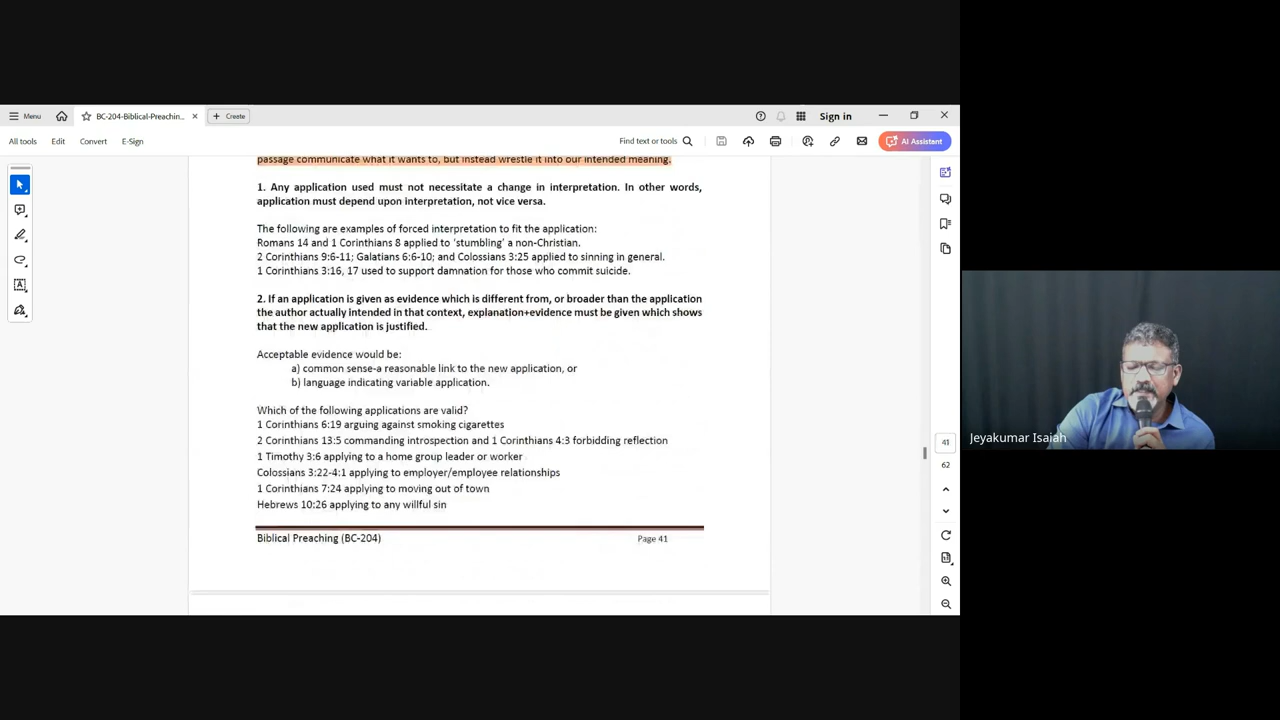 Menu
BC-204-Biblical-Preachin...
Create
Sign in
All tools
Edit
Convert
E-Sign
Find text or tools
AI Assistant
passage communicate what it wants to, but instead wrestle it into our intended meaning.
1. Any application used must not necessitate a change in interpretation. In other words,
application must depend upon interpretation, not vice versa.
The following are examples of forced interpretation to fit the application:
Romans 14 and 1 Corinthians 8 applied to ‘stumbling’ a non-Christian.
2 Corinthians 9:6-11; Galatians 6:6-10; and Colossians 3:25 applied to sinning in general.
1 Corinthians 3:16, 17 used to support damnation for those who commit suicide.
2. If an application is given as evidence which is different from, or broader than the application
the author actually intended in that context, explanation+evidence must be given which shows
that the new application is justified.
Acceptable evidence would be:
a) common sense-a reasonable link to the new application, or
b) language indicating variable application.
Which of the following applications are valid?
1 Corinthians 6:19 arguing against smoking cigarettes
2 Corinthians 13:5 commanding introspection and 1 Corinthians 4:3 forbidding reflection
1 Timothy 3:6 applying to a home group leader or worker
Colossians 3:22-4:1 applying to employer/employee relationships
1 Corinthians 7:24 applying to moving out of town
Hebrews 10:26 applying to any willful sin
Biblical Preaching (BC-204)
Page 41
41
62
Jeyakumar Isaiah